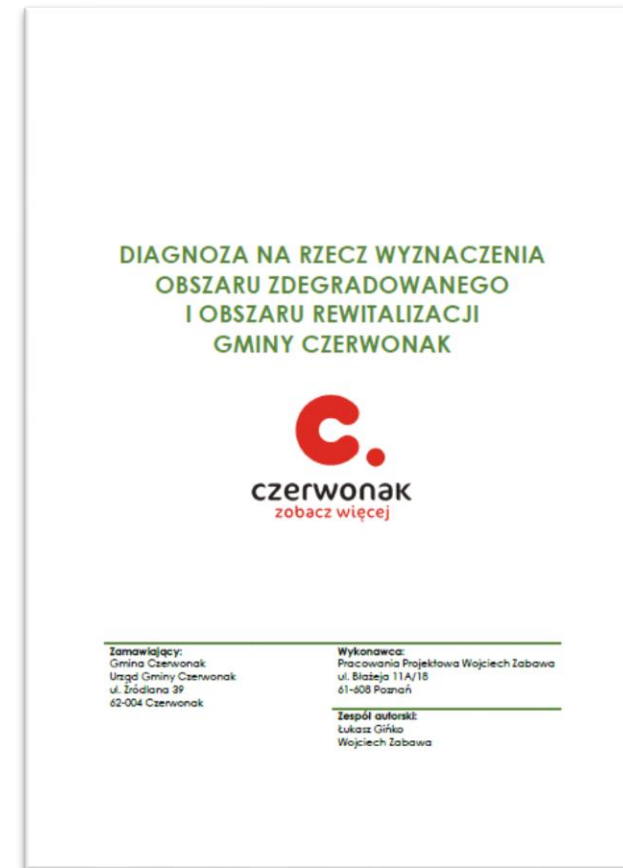 DIAGNOZA NA RZECZ WYZNACZENIA
OBSZARU ZDEGRADOWANEGO
I OBSZARU REWITALIZACJI
GMINY CZERWONAK
c.
czerwonak
zobacz więcej
Zamawiający:
Gmina Czerwonak
Urząd Gminy Czerwonak
ul. Źródlana 39
62-004 Czerwonak
Wykonawca:
Pracowania Projektowa Wojciech Zabawa
ul. Błażeja 11A/18
61-608 Poznań
Zespół autorski:
Łukasz Gińko
Wojciech Zabawa